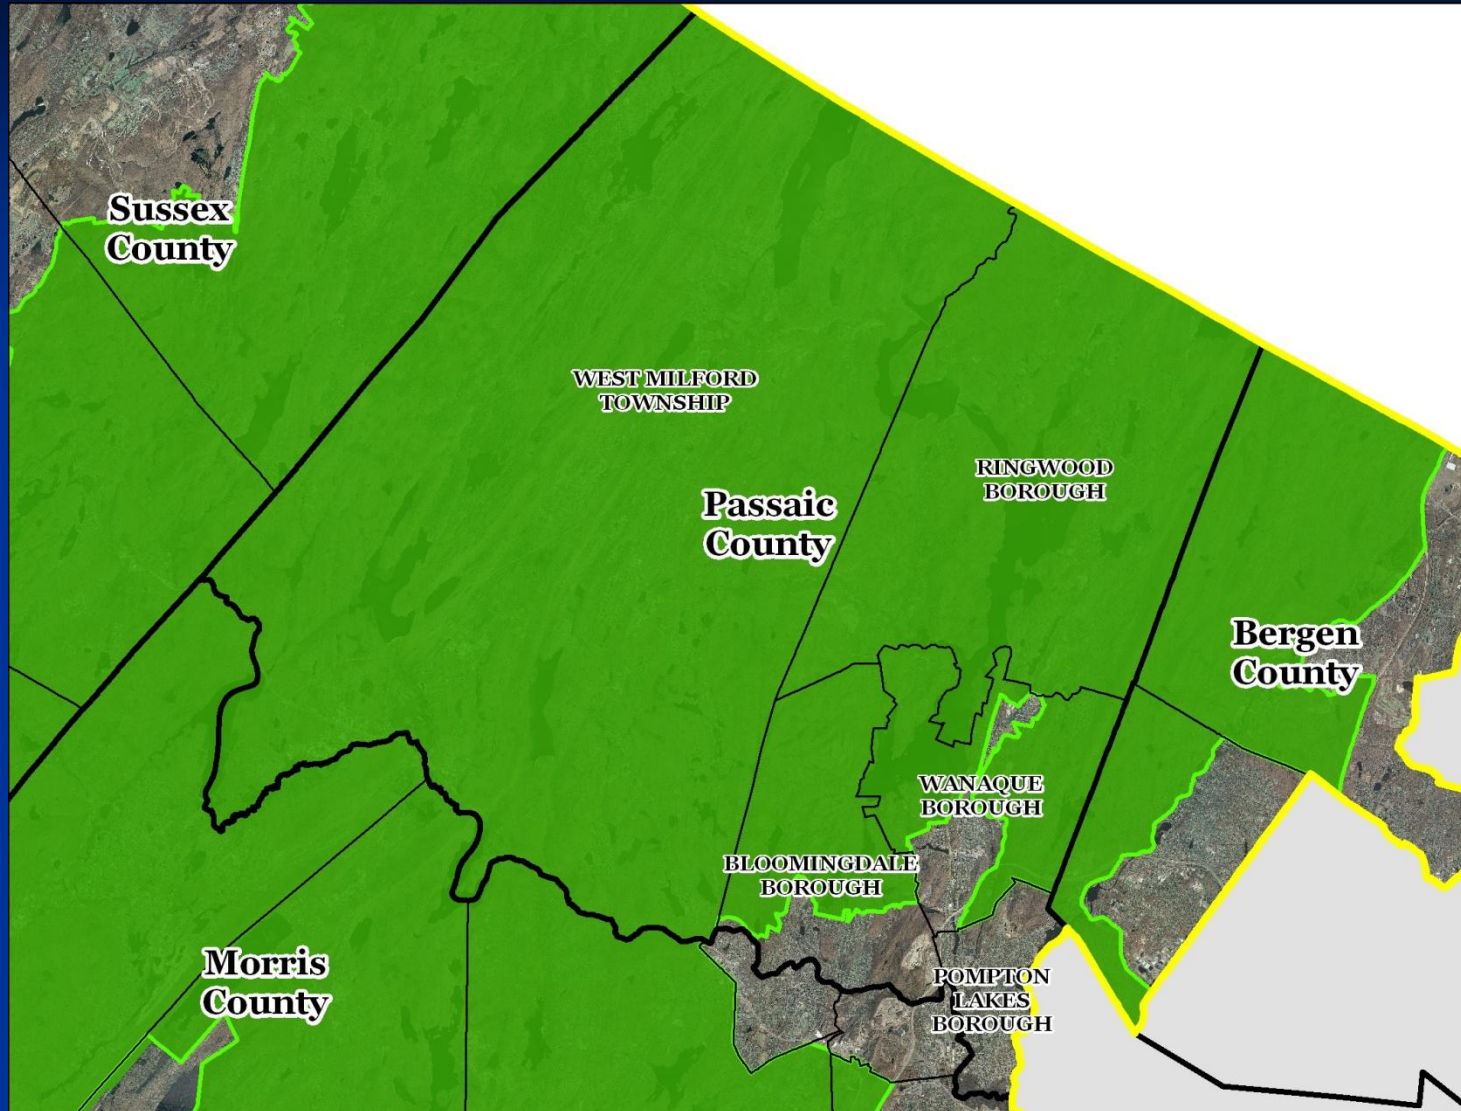 Sussex
County
WEST MILFORD
TOWNSHIP
RINGWOOD
BOROUGH
Passaic
County
Bergen
County
WANAQUE
BOROUGH
BLOOMINGDALE
BOROUGH
Morris
County
POMPTON
LAKES
BOROUGH